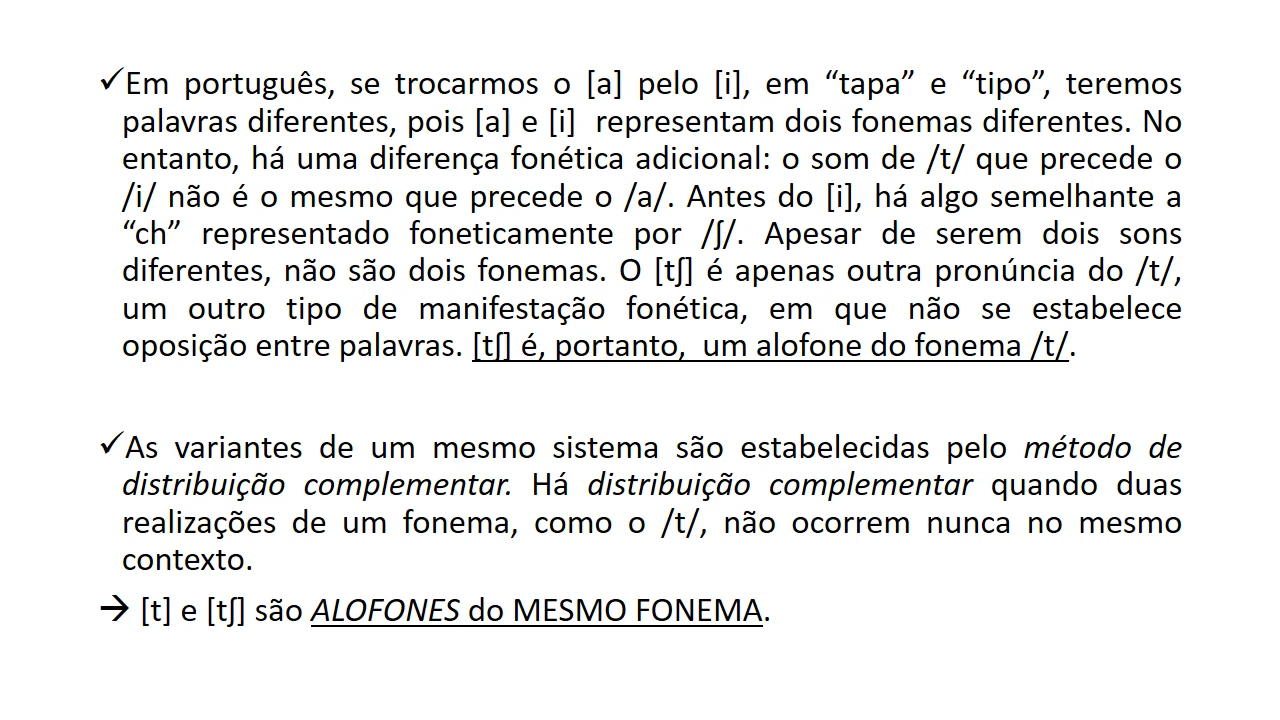 ✓Em português, se trocarmos o [a] pelo [i], em “tapa” e “tipo”, teremos
palavras diferentes, pois [a] e [i]  representam dois fonemas diferentes. No
entanto, há uma diferença fonética adicional: o som de /t/ que precede o
/i/ não é o mesmo que precede o /a/. Antes do [i], há algo semelhante a
“ch” representado foneticamente por /ʃ/. Apesar de serem dois sons
diferentes, não são dois fonemas. O [tʃ] é apenas outra pronúncia do /t/,
um outro tipo de manifestação fonética, em que não se estabelece
oposição entre palavras. [tʃ] é, portanto,  um alofone do fonema /t/.
✓As variantes de um mesmo sistema são estabelecidas pelo método de
distribuição complementar. Há distribuição complementar quando duas
realizações de um fonema, como o /t/, não ocorrem nunca no mesmo
contexto.
→ [t] e [tʃ] são ALOFONES do MESMO FONEMA.